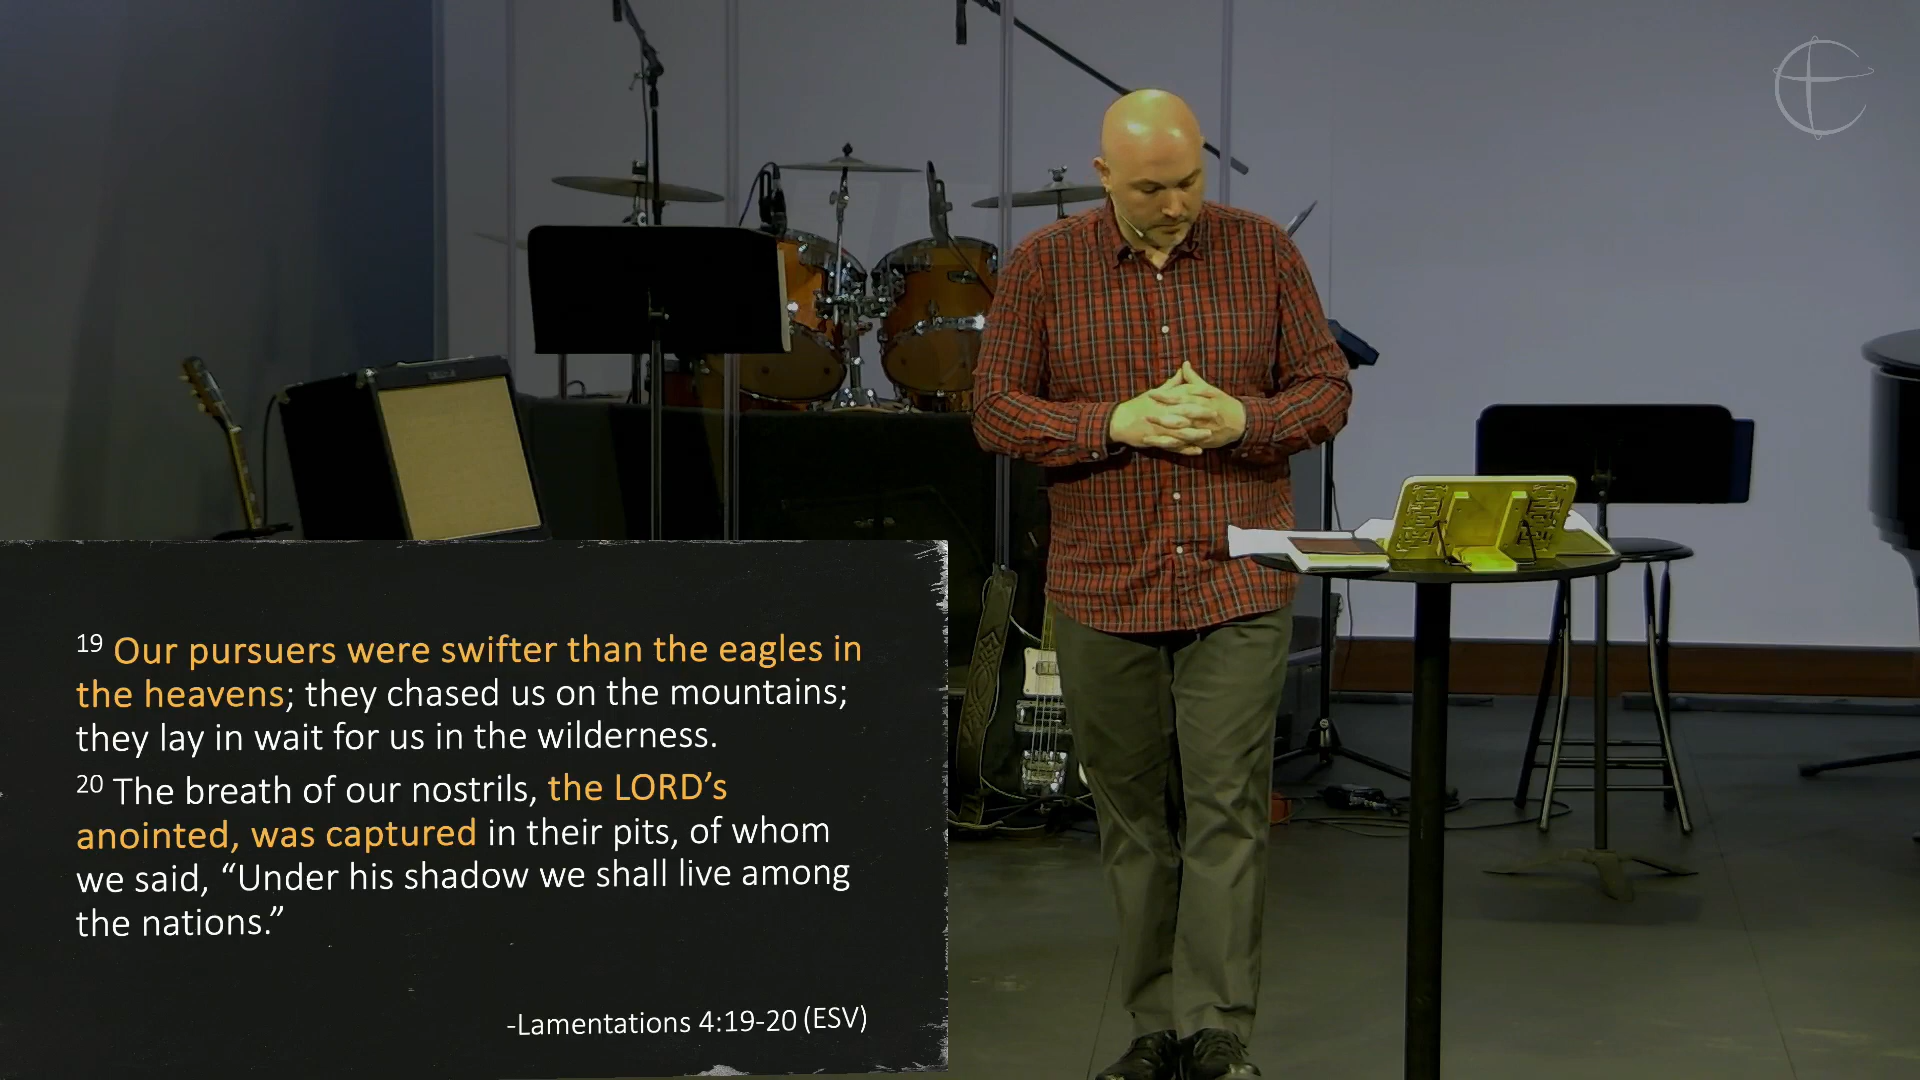 19 Our pursuers were swifter than the eagles in
the heavens; they chased us on the mountains;
they lay in wait for us in the wilderness.
20 The breath of our nostrils, the LORD’s
anointed, was captured in their pits, of whom
we said, “Under his shadow we shall live among
the nations.”
-Lamentations 4:19-20 (ESV)